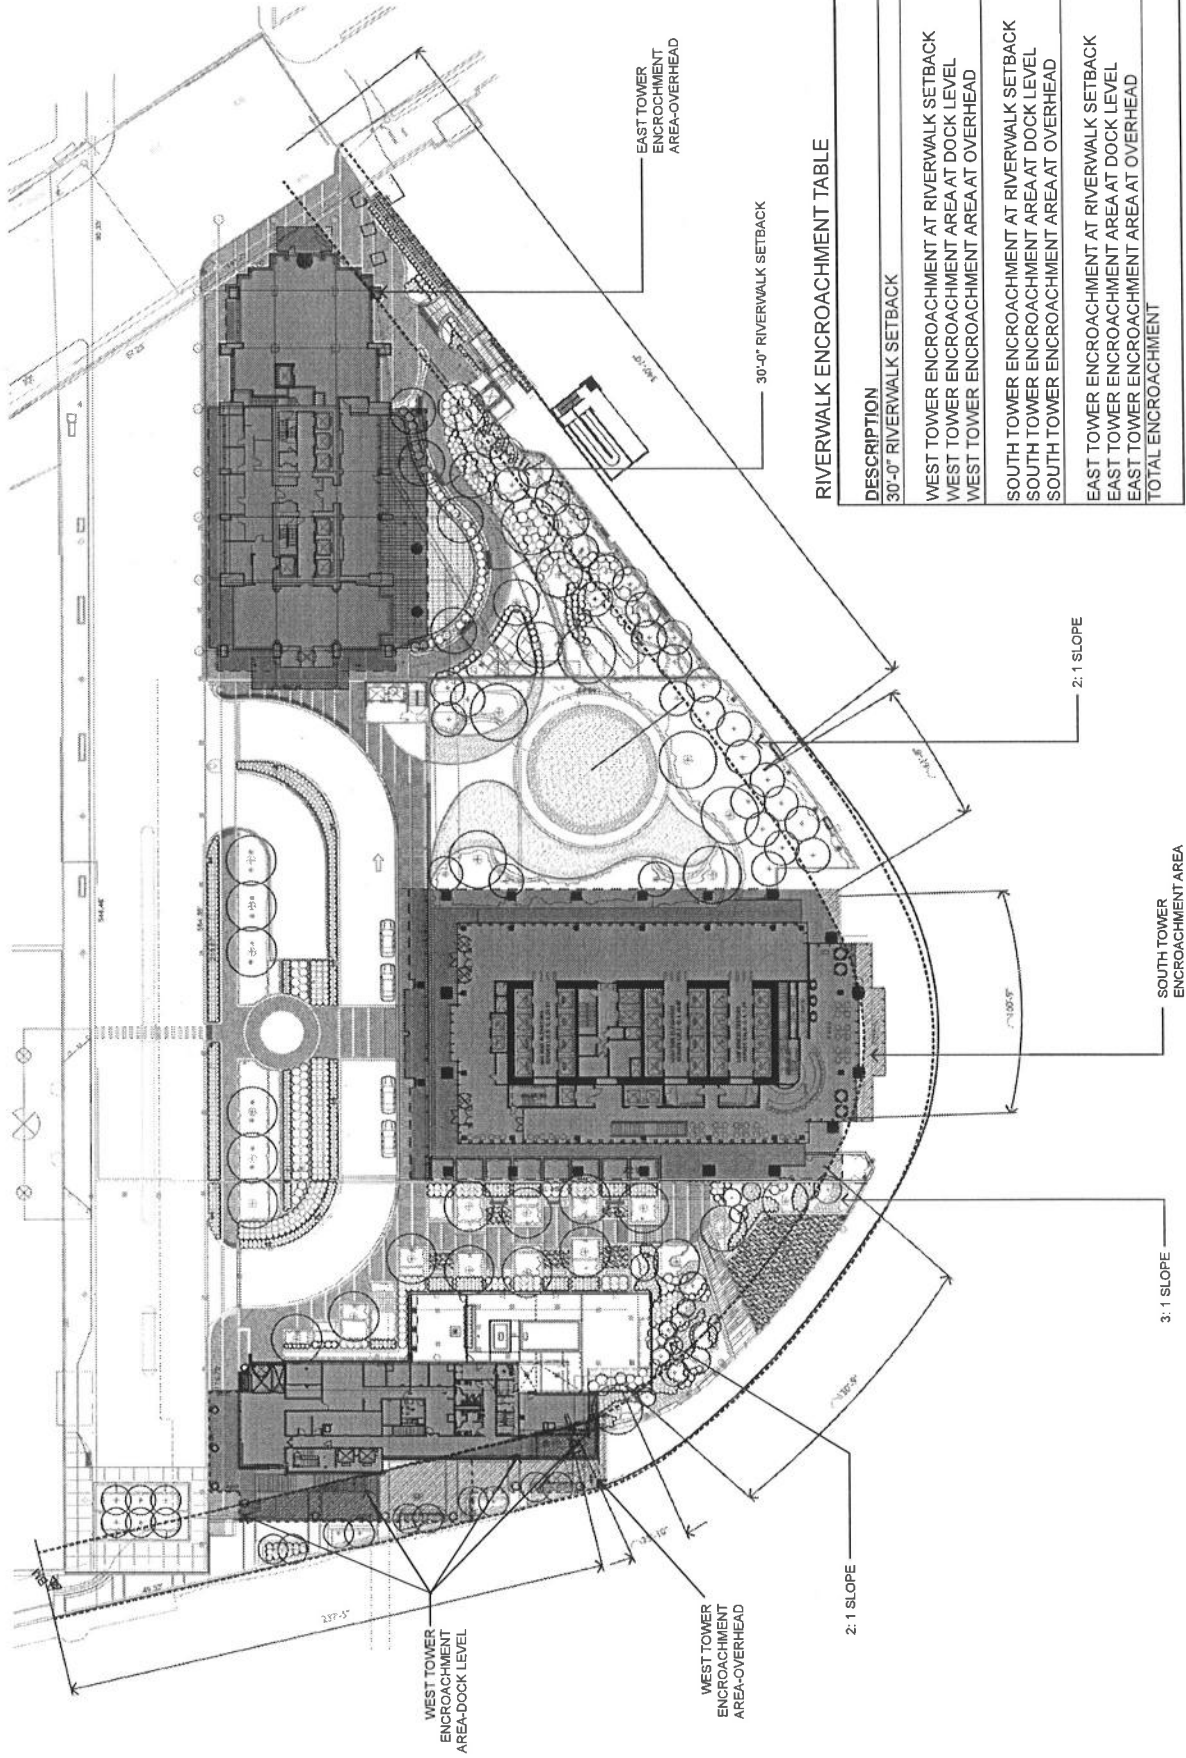 EAST TOWER
ENCROCHMENT
AREA-OVERHEAD
30'-0" RIVERWALK SETBACK
2: 1 SLOPE
SOUTH TOWER
ENCROACHMENT AREA
3: 1 SLOPE
2: 1 SLOPE
WEST TOWER
ENCROACHMENT
AREA-OVERHEAD
WEST TOWER
ENCROACHMENT
AREA-DOCK LEVEL
237'-5"
RIVERWALK ENCROACHMENT TABLE
DESCRIPTION
30'-0" RIVERWALK SETBACK
WEST TOWER ENCROACHMENT AT RIVERWALK SETBACK
WEST TOWER ENCROACHMENT AREA AT DOCK LEVEL
WEST TOWER ENCROACHMENT AREA AT OVERHEAD
SOUTH TOWER ENCROACHMENT AT RIVERWALK SETBACK
SOUTH TOWER ENCROACHMENT AREA AT DOCK LEVEL
SOUTH TOWER ENCROACHMENT AREA AT OVERHEAD
EAST TOWER ENCROACHMENT AT RIVERWALK SETBACK
EAST TOWER ENCROACHMENT AREA AT DOCK LEVEL
EAST TOWER ENCROACHMENT AREA AT OVERHEAD
TOTAL ENCROACHMENT